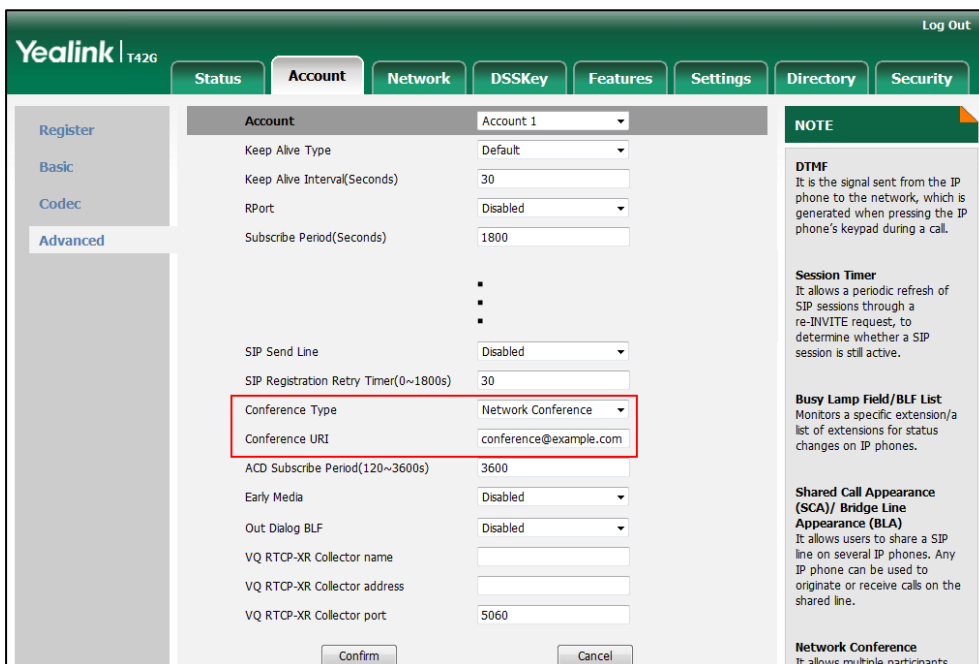 Log Out
Yealink T42G
Status Account Network DSSKey Features Settings Directory Security
Register
Basic
Codec
Advanced
Account Account 1
Keep Alive Type Default
Keep Alive Interval(Seconds) 30
RPort Disabled
Subscribe Period(Seconds) 1800
SIP Send Line Disabled
SIP Registration Retry Timer(0~1800s) 30
Conference Type Network Conference
Conference URI conference@example.com
ACD Subscribe Period(120~3600s) 3600
Early Media Disabled
Out Dialog BLF Disabled
VQ RTCP-XR Collector name
VQ RTCP-XR Collector address
VQ RTCP-XR Collector port 5060
Confirm Cancel
NOTE
DTMF
It is the signal sent from the IP
phone to the network, which is
generated when pressing the IP
phone's keypad during a call.
Session Timer
It allows a periodic refresh of
SIP sessions through a
re-INVITE request, to
determine whether a SIP
session is still active.
Busy Lamp Field/BLF List
Monitors a specific extension/a
list of extensions for status
changes on IP phones.
Shared Call Appearance
(SCA)/ Bridge Line
Appearance (BLA)
It allows users to share a SIP
line on several IP phones. Any
IP phone can be used to
originate or receive calls on the
shared line.
Network Conference
It allows multiple participants